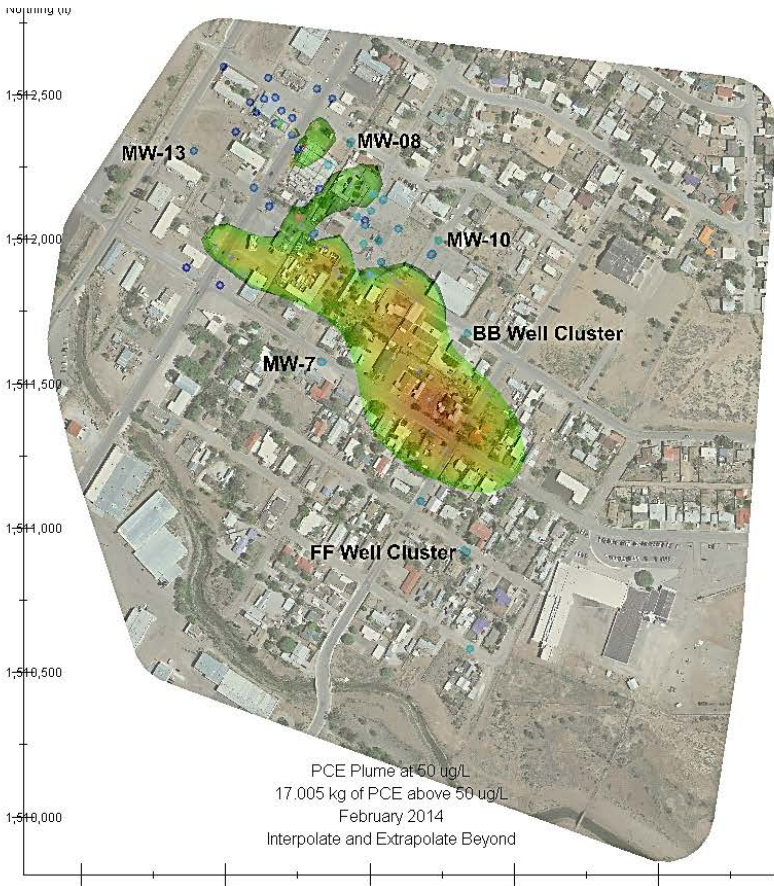 1,512,500
MW-08
MW-13
1,512,000
MW-10
BB Well Cluster
MW-7
1,511,500
1,511,000
FF Well Cluster
1,510,500
PCE Plume at 50 ug/L
17.005 kg of PCE above 50 ug/L
1,510,000
February 2014
Interpolate and Extrapolate Beyond